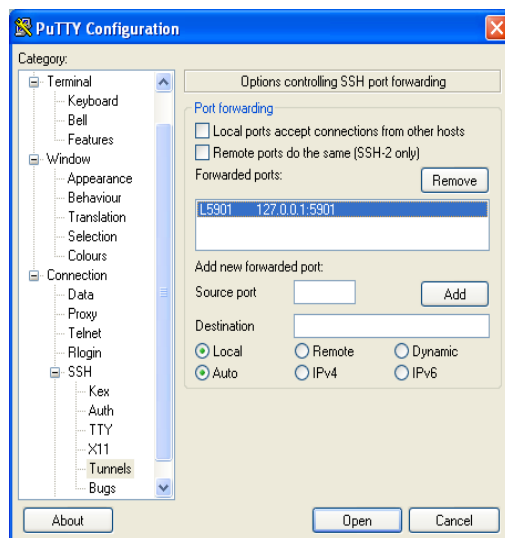 PuTTY Configuration
Category:
Terminal
Keyboard
Bell
Features
Window
Appearance
Behaviour
Translation
Selection
Colours
Connection
Data
Proxy
Telnet
Rlogin
SSH
Kex
Auth
TTY
X11
Tunnels
Bugs
Options controlling SSH port forwarding
Port forwarding
Local ports accept connections from other hosts
Remote ports do the same (SSH-2 only)
Forwarded ports:
Remove
L5901 127.0.0.1:5901
Add new forwarded port:
Source port
Add
Destination
Local Remote Dynamic
Auto IPv4 IPv6
About Open Cancel